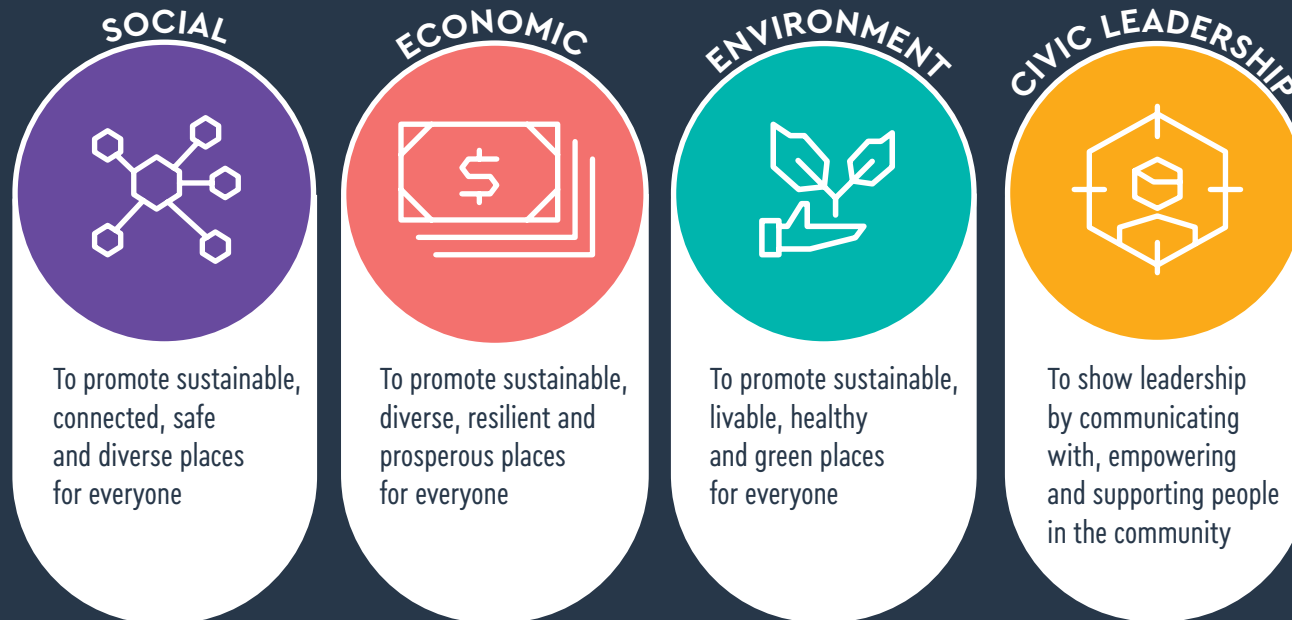 SOCIAL
To promote sustainable,
connected, safe
and diverse places
for everyone
ECONOMIC
$
To promote sustainable,
diverse, resilient and
prosperous places
for everyone
ENVIRONMENT
To promote sustainable,
livable, healthy
and green places
for everyone
CIVIC LEADERSHIP
To show leadership
by communicating
with, empowering
and supporting people
in the community